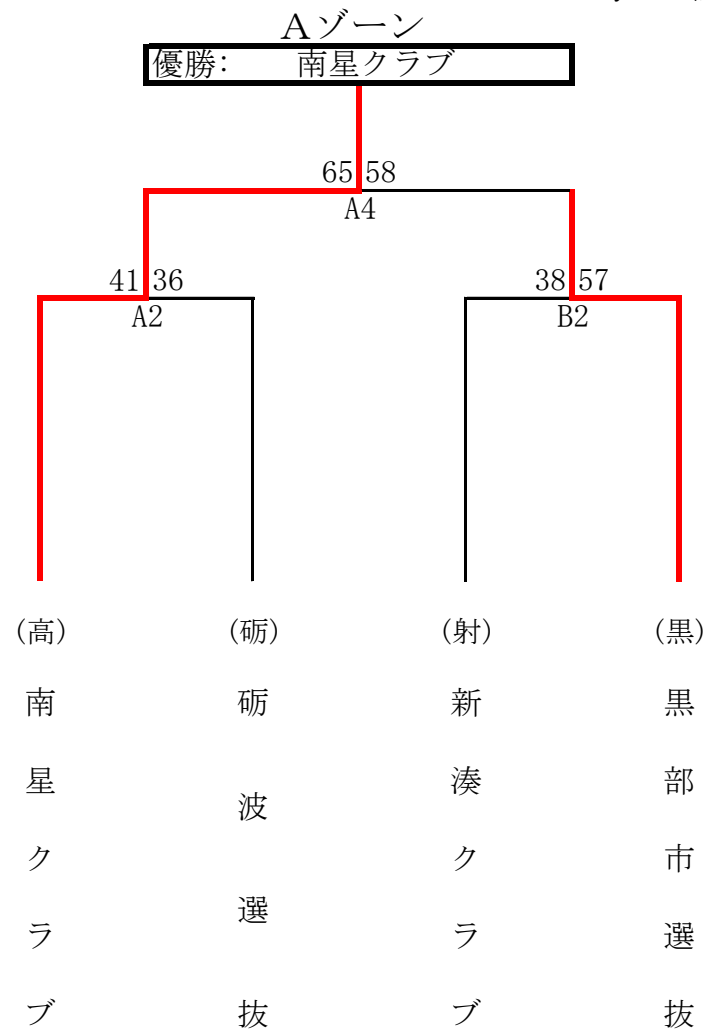 Aゾーン
優勝: 南星クラブ
65 58
A4
41 36
A2
38 57
B2
(高)
(砺)
(射)
(黒)
南星クラブ
砺波選抜
新湊クラブ
黒部市選抜